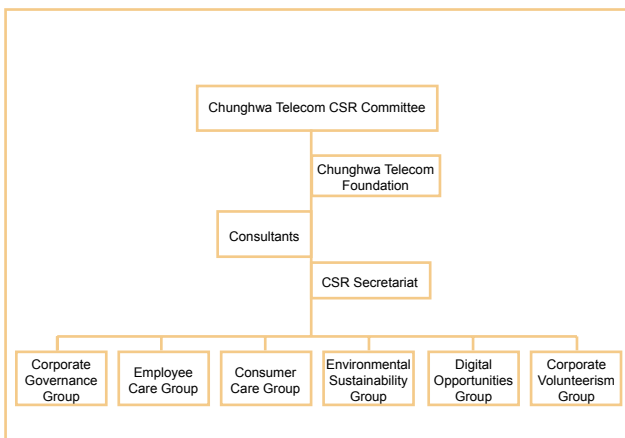 Chunghwa Telecom CSR Committee
Chunghwa Telecom
Foundation
Consultants
CSR Secretariat
Corporate
Governance
Group
Employee
Care Group
Consumer
Care Group
Environmental
Sustainability
Group
Digital
Opportunities
Group
Corporate
Volunteerism
Group